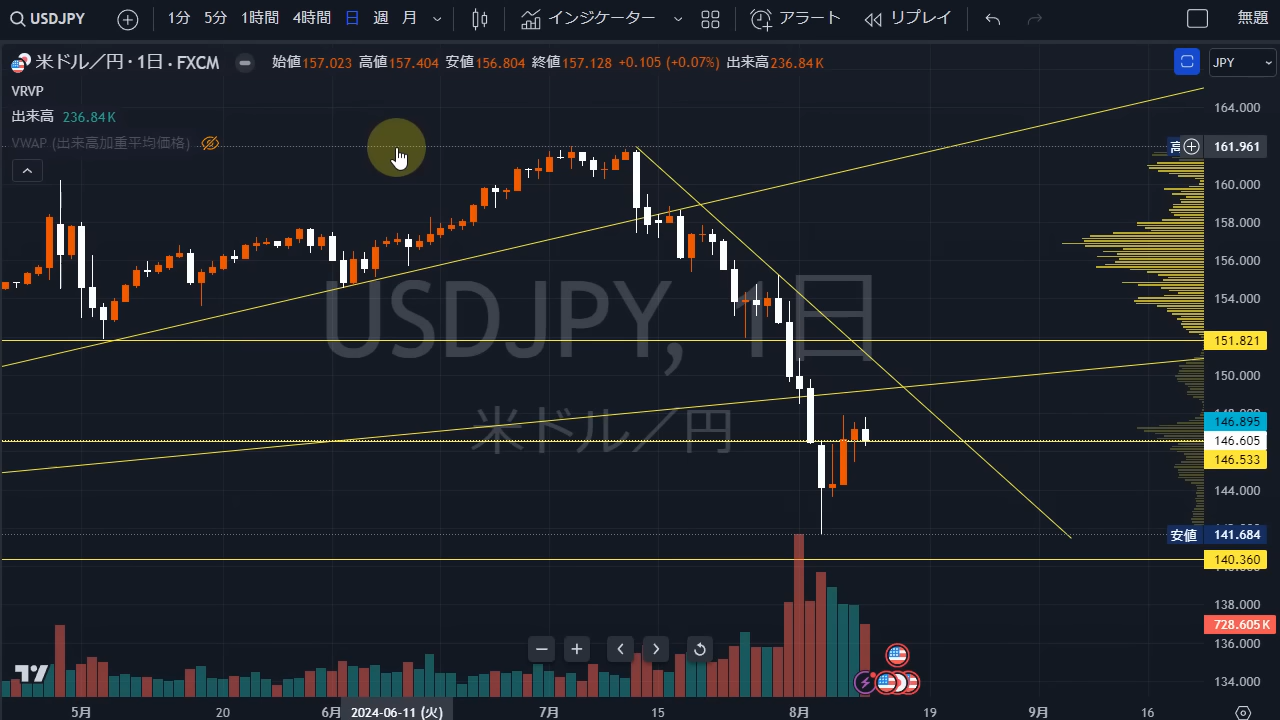 USDJPY 1分 5分 1時間 4時間 日 週 月 インジケーター アラート リプレイ 無題
米ドル／円・1日・FXCM 始値157.023 高値157.404 安値156.804 終値157.128 +0.105 (+0.07%) 出来高236.84K JPY
VRVP
出来高 236.84K
VWAP (出来高加重平均価格)
164.000
161.961
160.000
158.000
156.000
154.000
USDJPY, 1日
米ドル／円
151.821
150.000
146.895
146.605
146.533
144.000
安値 141.684
140.360
138.000
728.605K
136.000
134.000
5月 20 6月 2024-06-11 (火) 7月 15 8月 19 9月 16